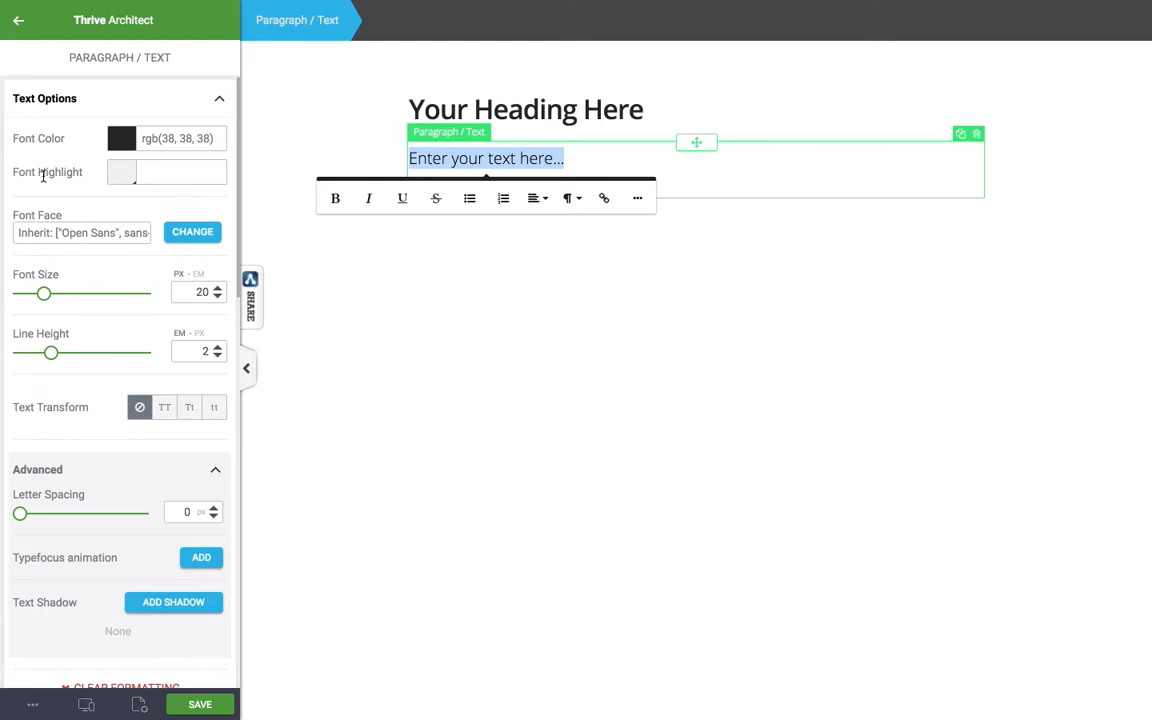 Thrive Architect
Paragraph / Text
PARAGRAPH / TEXT
Text Options
Font Color
rgb(38, 38, 38)
Font Highlight
Font Face
Inherit: ["Open Sans", sans-
CHANGE
Font Size
PX - EM
20
Line Height
EM - PX
2
Text Transform
TT
Tt
tt
Advanced
Letter Spacing
0 px
Typefocus animation
ADD
Text Shadow
ADD SHADOW
None
CLEAR FORMATTING
SAVE
SHARE
Your Heading Here
Paragraph / Text
Enter your text here...
B
I
U
S